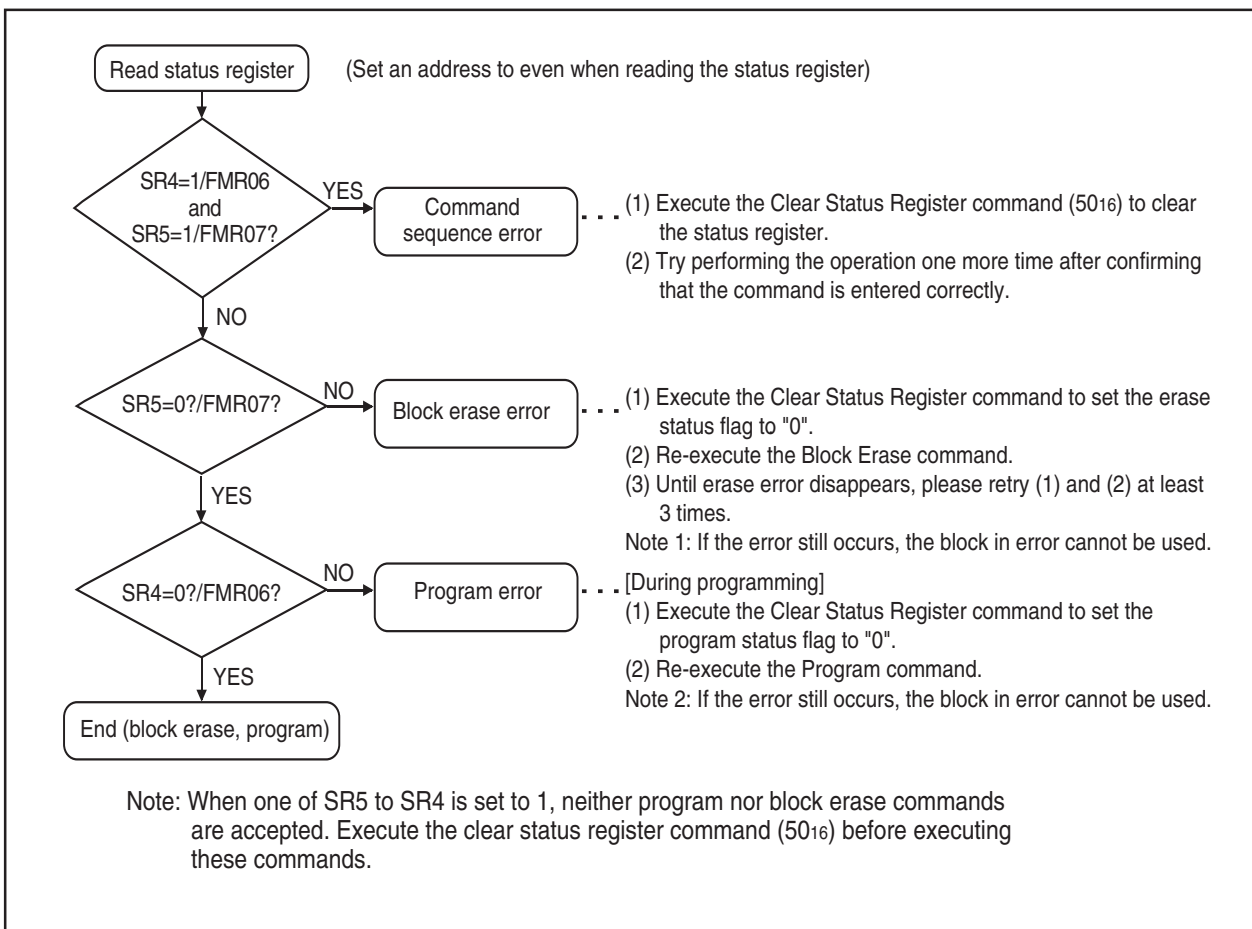 Read status register
(Set an address to even when reading the status register)
SR4=1/FMR06
and
SR5=1/FMR07?
YES
Command
sequence error
(1) Execute the Clear Status Register command (5016) to clear
the status register.
(2) Try performing the operation one more time after confirming
that the command is entered correctly.
NO
SR5=0?/FMR07?
NO
Block erase error
(1) Execute the Clear Status Register command to set the erase
status flag to "0".
(2) Re-execute the Block Erase command.
(3) Until erase error disappears, please retry (1) and (2) at least
3 times.
Note 1: If the error still occurs, the block in error cannot be used.
YES
SR4=0?/FMR06?
NO
Program error
[During programming]
(1) Execute the Clear Status Register command to set the
program status flag to "0".
(2) Re-execute the Program command.
Note 2: If the error still occurs, the block in error cannot be used.
YES
End (block erase, program)
Note: When one of SR5 to SR4 is set to 1, neither program nor block erase commands
are accepted. Execute the clear status register command (5016) before executing
these commands.